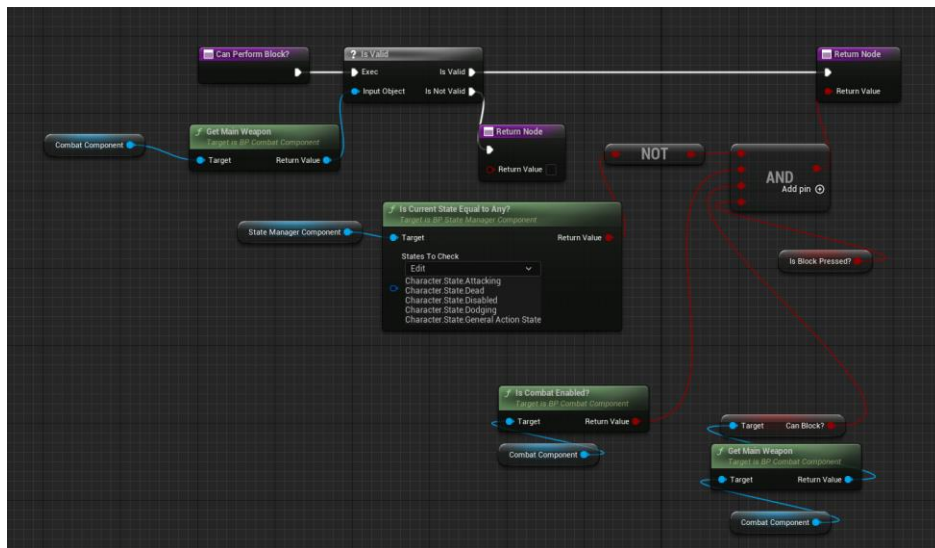 Can Perform Block?
? Is Valid
Exec
Is Valid
Input Object
Is Not Valid
Return Node
Return Value
Combat Component
f Get Main Weapon
Target is BP Combat Component
Target
Return Value
Return Node
Return Value
NOT
AND
Add pin
f Is Current State Equal to Any?
Target is BP State Manager Component
State Manager Component
Target
Return Value
States To Check
Edit
Character.State.Attacking
Character.State.Dead
Character.State.Disabled
Character.State.Dodging
Character.State.General Action State
Is Block Pressed?
f Is Combat Enabled?
Target is BP Combat Component
Target
Return Value
Combat Component
Target
Can Block?
f Get Main Weapon
Target is BP Combat Component
Target
Return Value
Combat Component